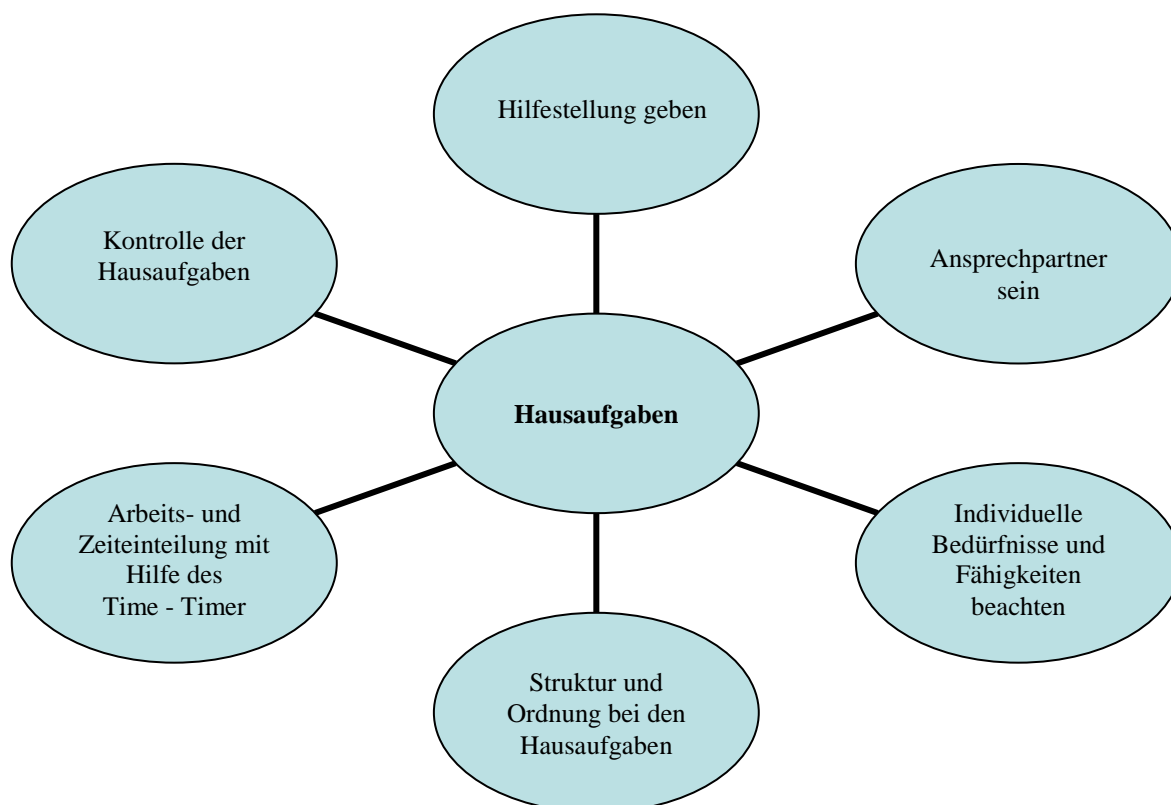 Hilfestellung geben
Kontrolle der
Hausaufgaben
Ansprechpartner
sein
Hausaufgaben
Arbeits- und
Zeiteinteilung mit
Hilfe des
Time - Timer
Individuelle
Bedürfnisse und
Fähigkeiten
beachten
Struktur und
Ordnung bei den
Hausaufgaben